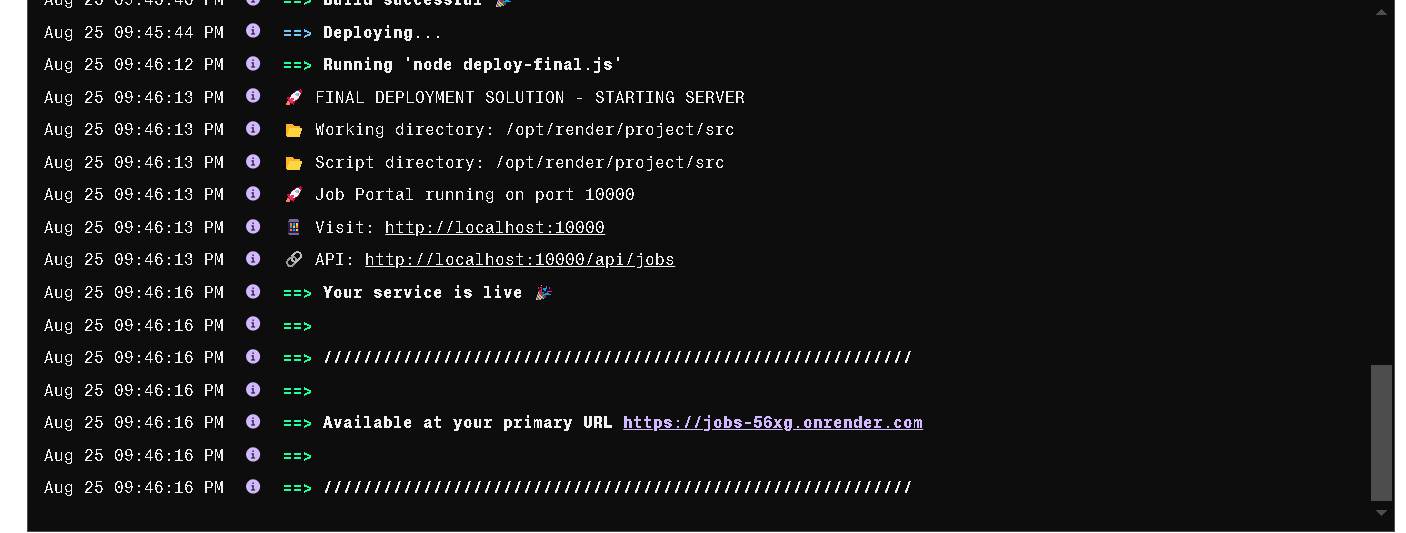 Aug 25 09:45:40 PM ==> Build successful 🎉
Aug 25 09:45:44 PM ==> Deploying...
Aug 25 09:46:12 PM ==> Running 'node deploy-final.js'
Aug 25 09:46:13 PM 🚀 FINAL DEPLOYMENT SOLUTION - STARTING SERVER
Aug 25 09:46:13 PM 📂 Working directory: /opt/render/project/src
Aug 25 09:46:13 PM 📂 Script directory: /opt/render/project/src
Aug 25 09:46:13 PM 🚀 Job Portal running on port 10000
Aug 25 09:46:13 PM 📱 Visit: http://localhost:10000
Aug 25 09:46:13 PM 🔗 API: http://localhost:10000/api/jobs
Aug 25 09:46:16 PM ==> Your service is live 🎉
Aug 25 09:46:16 PM ==>
Aug 25 09:46:16 PM ==> ///////////////////////////////////////////////////////////
Aug 25 09:46:16 PM ==>
Aug 25 09:46:16 PM ==> Available at your primary URL https://jobs-56xg.onrender.com
Aug 25 09:46:16 PM ==>
Aug 25 09:46:16 PM ==> ///////////////////////////////////////////////////////////